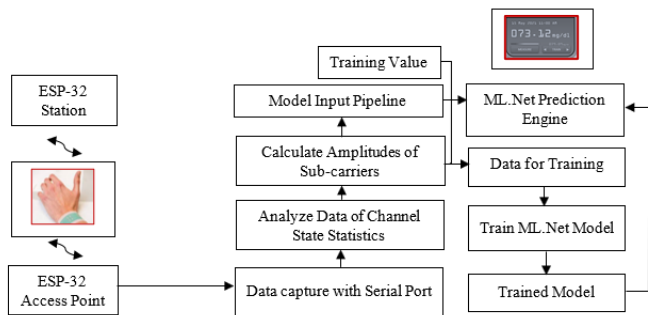 073.12 mg/dl
Training Value
ESP-32
Station
Model Input Pipeline
ML.Net Prediction
Engine
Calculate Amplitudes of
Sub-carriers
Data for Training
Analyze Data of Channel
State Statistics
Train ML.Net Model
ESP-32
Access Point
Data capture with Serial Port
Trained Model